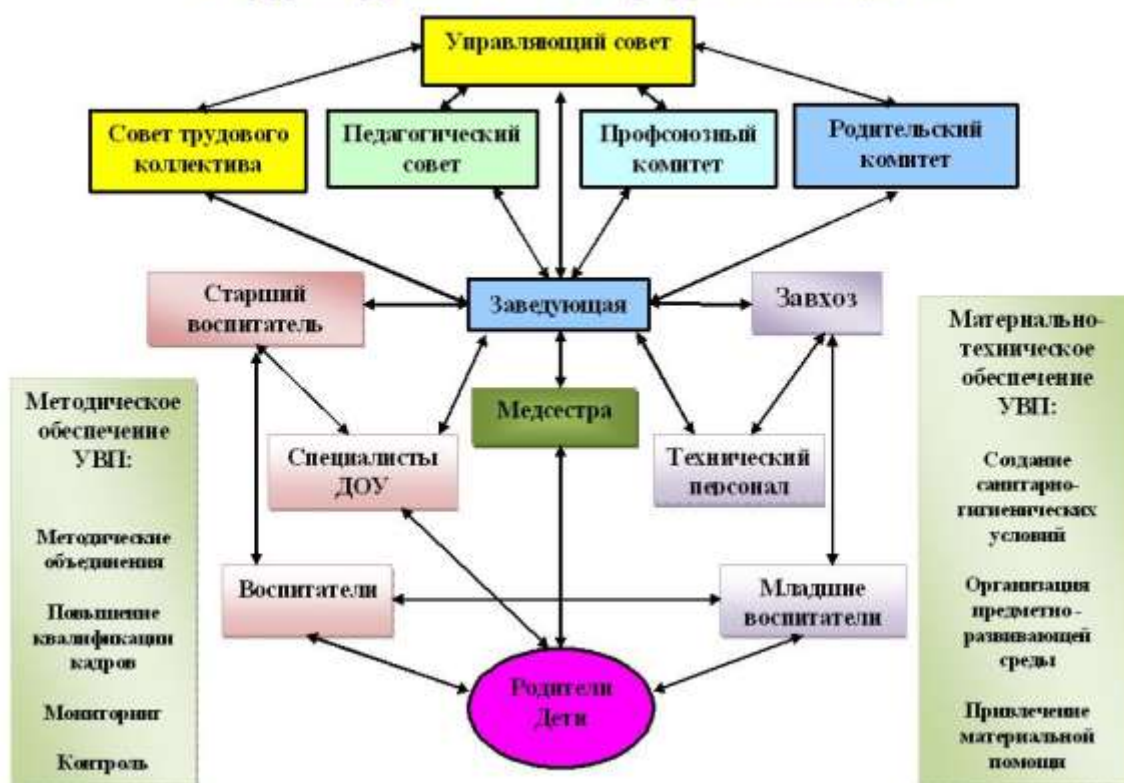 Управляющий совет
Совет трудового
коллектива
Педагогический
совет
Профсоюзный
комитет
Родительский
комитет
Старший
воспитатель
Заведующая
Завхоз
Методическое
обеспечение
УВП:
Методические
объединения
Повышение
квалификации
кадров
Мониторинг
Контроль
Медсестра
Специалисты
ДОУ
Технический
персонал
Воспитатели
Младшие
воспитатели
Родители
Дети
Материально-
техническое
обеспечение
УВП:
Создание
санитарно-
гигиенических
условий
Организация
предметно-
развивающей
среды
Привлечение
материальной
помощи